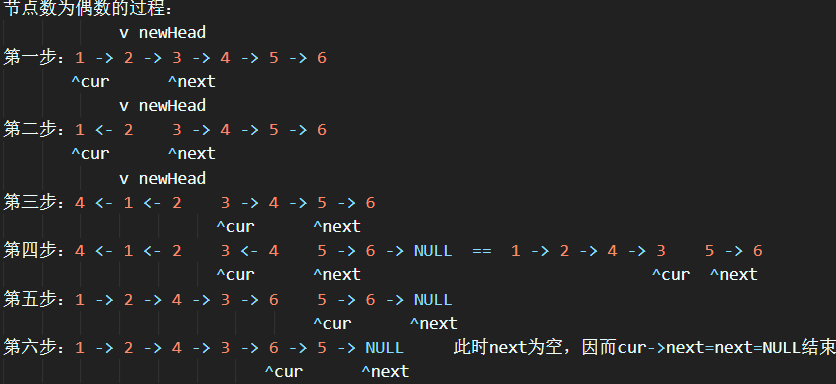 节点数为偶数的过程:
v newHead
第一步: 1 -> 2 -> 3 -> 4 -> 5 -> 6
^cur ^next
v newHead
第二步: 1 <- 2 3 -> 4 -> 5 -> 6
^cur ^next
v newHead
第三步: 4 <- 1 <- 2 3 -> 4 -> 5 -> 6
^cur ^next
第四步: 4 <- 1 <- 2 3 <- 4 5 -> 6 -> NULL == 1 -> 2 -> 4 -> 3 5 -> 6
^cur ^next ^cur ^next
第五步: 1 -> 2 -> 4 -> 3 -> 6 5 -> 6 -> NULL
^cur ^next
第六步: 1 -> 2 -> 4 -> 3 -> 6 -> 5 -> NULL 此时next为空，因而cur->next=next=NULL结束
^cur ^next